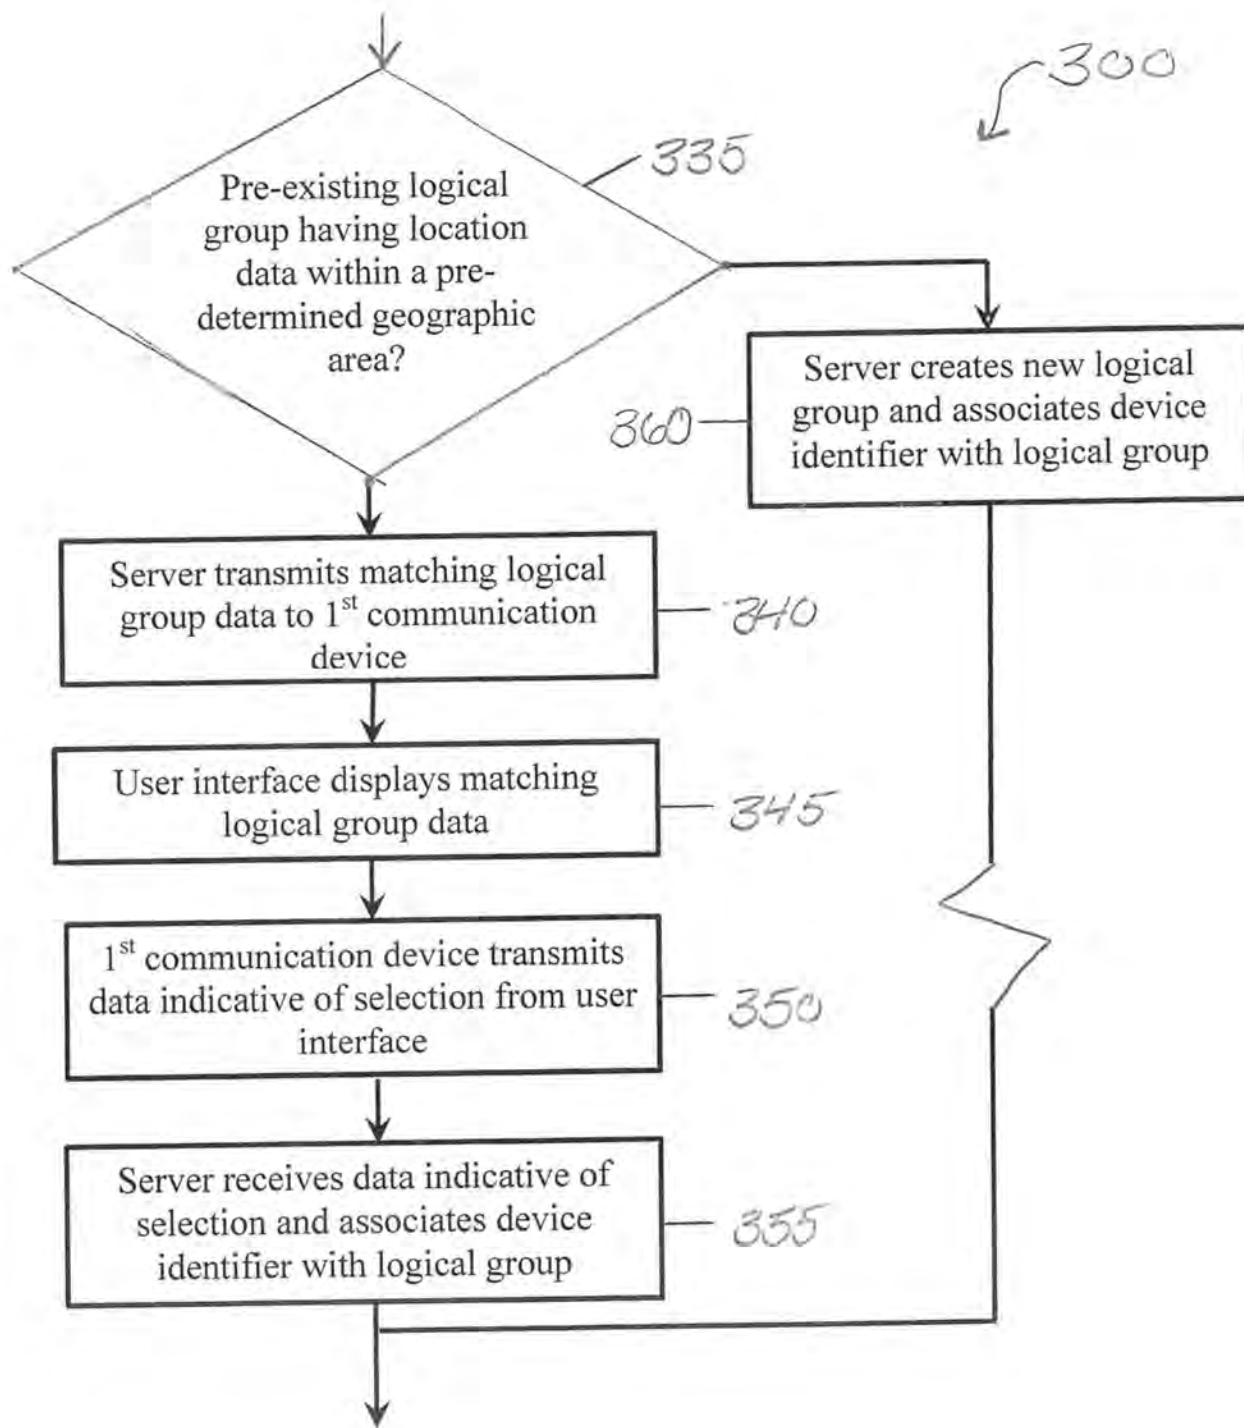 300
335
Pre-existing logical
group having location
data within a pre-
determined geographic
area?
Server creates new logical
group and associates device
identifier with logical group
360
Server transmits matching logical
group data to 1st communication
device
340
User interface displays matching
logical group data
345
1st communication device transmits
data indicative of selection from user
interface
350
Server receives data indicative of
selection and associates device
identifier with logical group
355